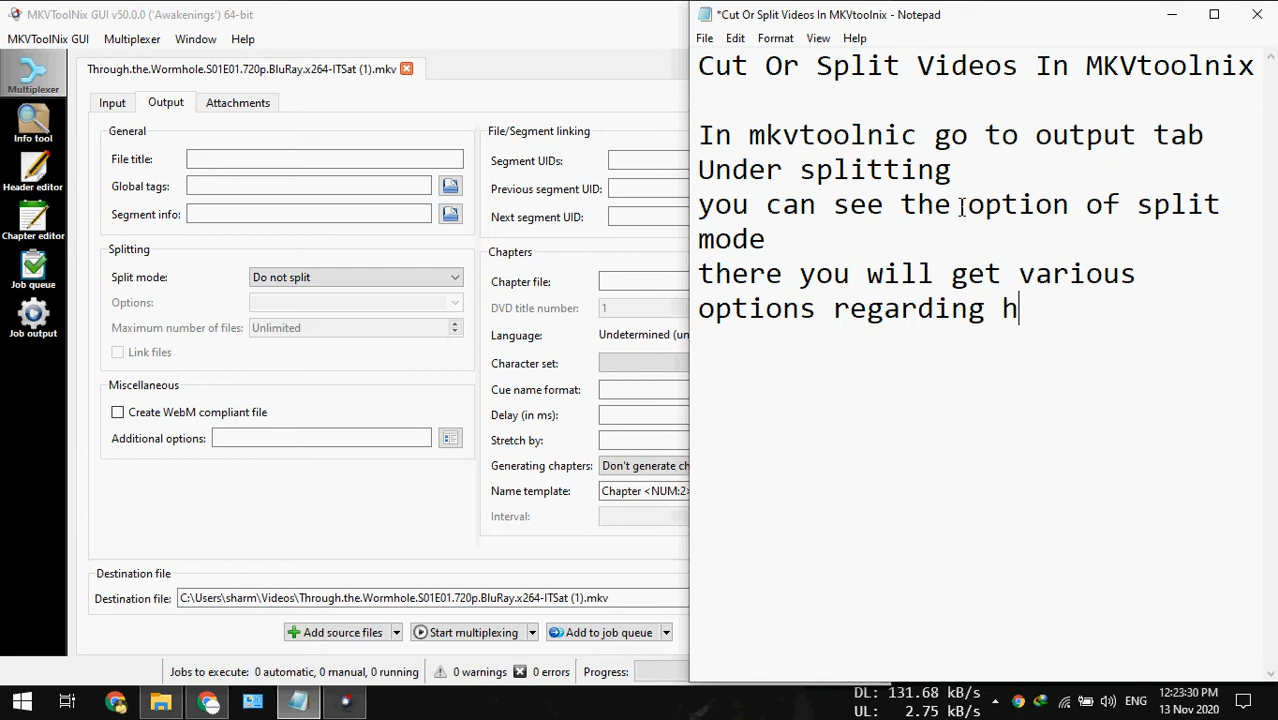 MKVToolNix GUI v50.0.0 ('Awakenings') 64-bit
MKVToolNix GUI Multiplexer Window Help
Multiplexer
Info tool
Header editor
Chapter editor
Job queue
Job output
Through.the.Wormhole.S01E01.720p.BluRay.x264-ITSat (1).mkv
Input Output Attachments
General
File title:
Global tags:
Segment info:
Splitting
Split mode: Do not split
Options:
Maximum number of files: Unlimited
Link files
Miscellaneous
Create WebM compliant file
Additional options:
File/Segment linking
Segment UIDs:
Previous segment UID:
Next segment UID:
Chapters
Chapter file:
DVD title number: 1
Language: Undetermined (un
Character set:
Cue name format:
Delay (in ms):
Stretch by:
Generating chapters: Don't generate ch
Name template: Chapter <NUM:2>
Interval:
Destination file
Destination file: C:\Users\sharm\Videos\Through.the.Wormhole.S01E01.720p.BluRay.x264-ITSat (1).mkv
Add source files Start multiplexing Add to job queue
Jobs to execute: 0 automatic, 0 manual, 0 running 0 warnings 0 errors Progress:
*Cut Or Split Videos In MKVtoolnix - Notepad
File Edit Format View Help
Cut Or Split Videos In MKVtoolnix
In mkvtoolnic go to output tab
Under splitting
you can see the option of split
mode
there you will get various
options regarding h
DL: 131.68 kB/s
UL: 2.75 kB/s
ENG
12:23:30 PM
13 Nov 2020